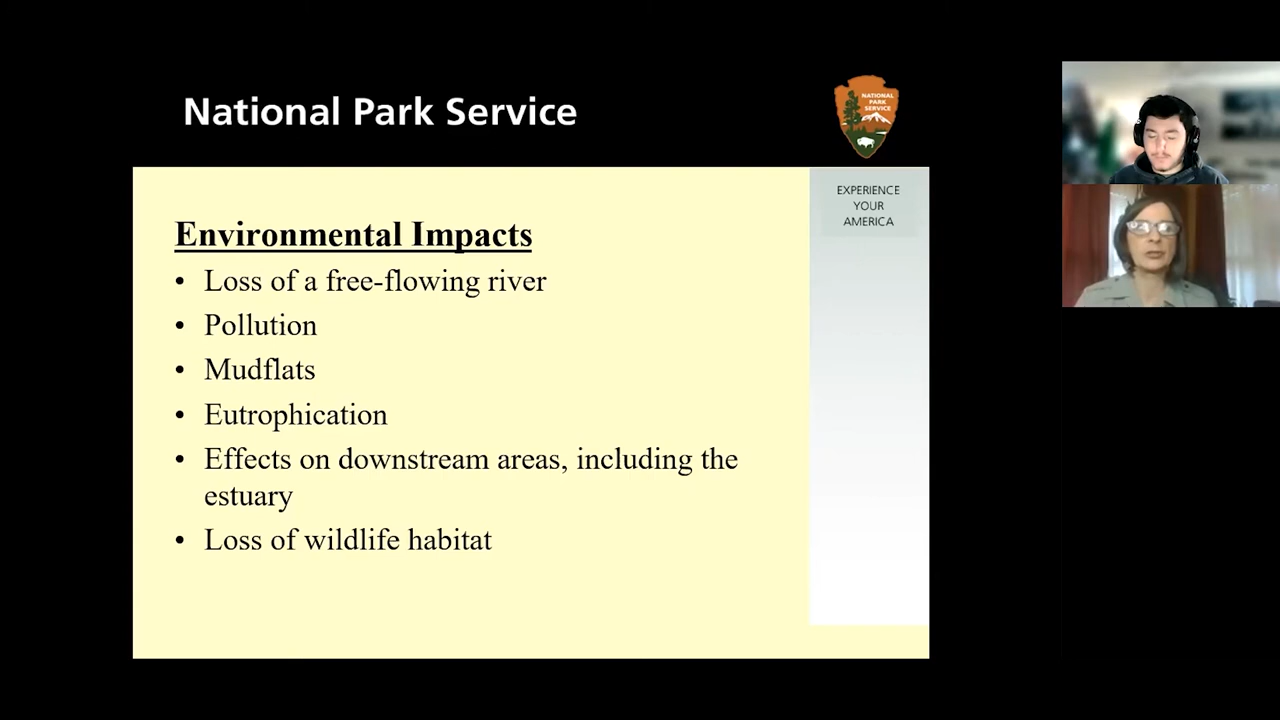 National Park Service
NATIONAL
PARK
SERVICE
EXPERIENCE
YOUR
AMERICA
Environmental Impacts
• Loss of a free-flowing river
• Pollution
• Mudflats
• Eutrophication
• Effects on downstream areas, including the
estuary
• Loss of wildlife habitat